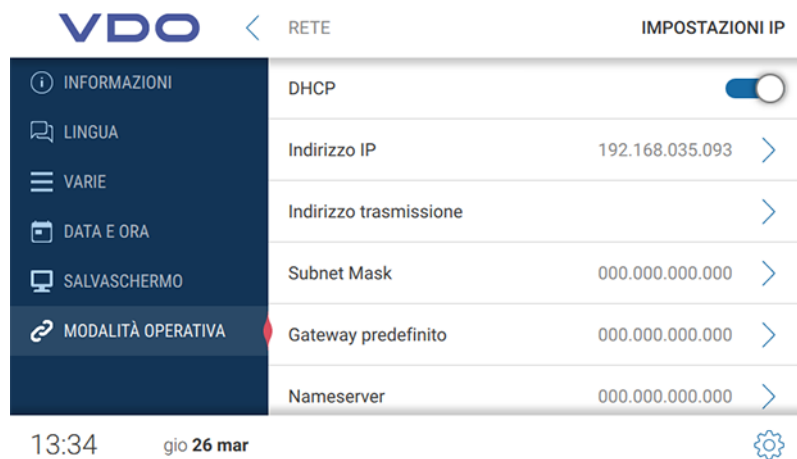 VDO
RETE IMPOSTAZIONI IP
INFORMAZIONI
LINGUA
VARIE
DATA E ORA
SALVASCHERMO
MODALITÀ OPERATIVA
DHCP
Indirizzo IP 192.168.035.093
Indirizzo trasmissione
Subnet Mask 000.000.000.000
Gateway predefinito 000.000.000.000
Nameserver 000.000.000.000
13:34 gio 26 mar